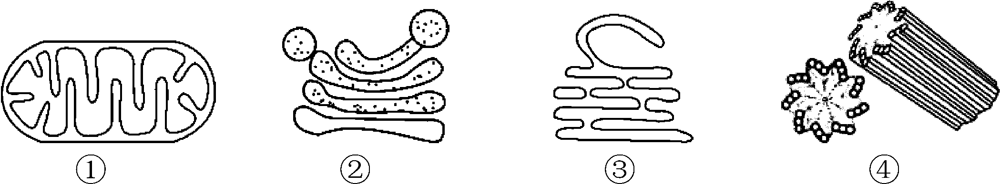 ① ② ③ ④